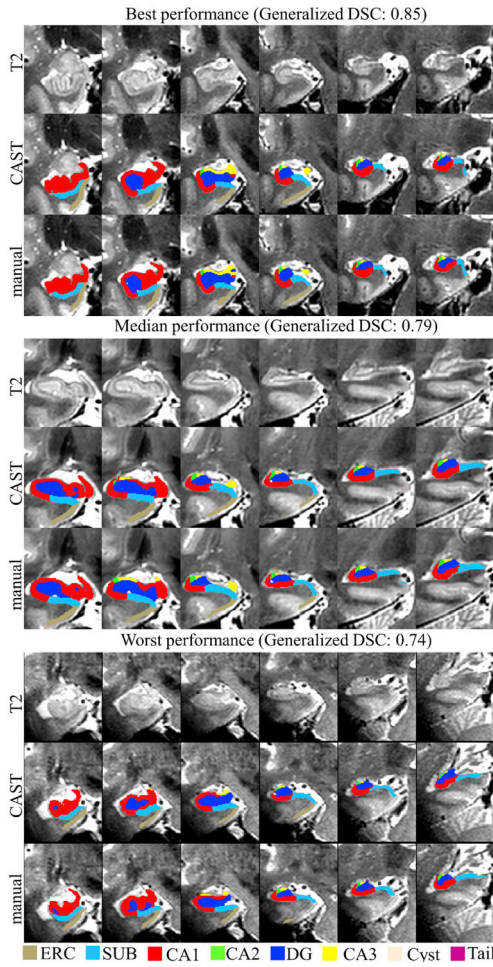 Best performance (Generalized DSC: 0.85)
T2
CAST
manual
Median performance (Generalized DSC: 0.79)
T2
CAST
manual
Worst performance (Generalized DSC: 0.74)
T2
CAST
manual
ERC SUB CA1 CA2 DG CA3 Cyst Tail